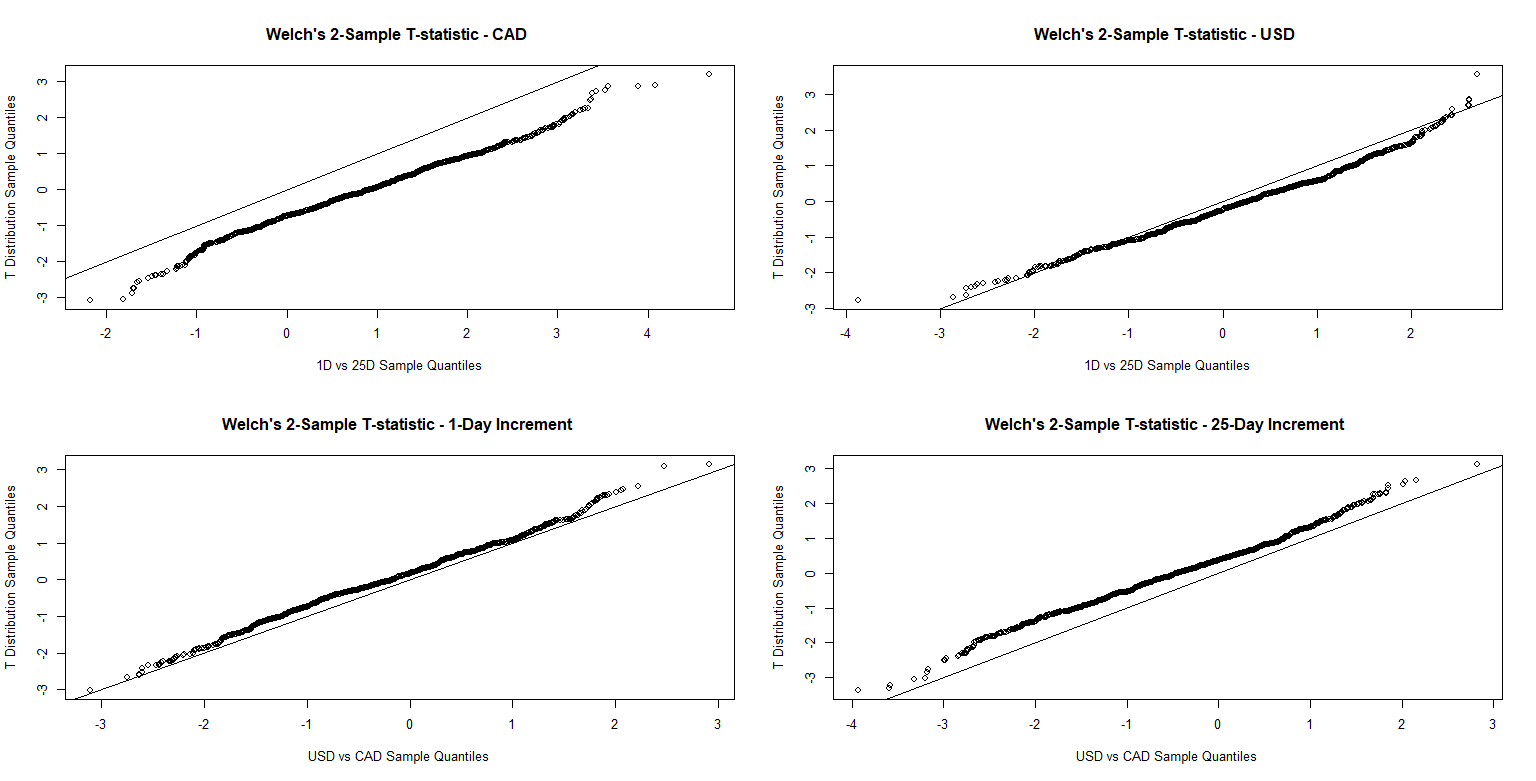 Welch's 2-Sample T-statistic - CAD
T Distribution Sample Quantiles
3
2
1
0
-1
-2
-3
-2 -1 0 1 2 3 4
1D vs 25D Sample Quantiles
Welch's 2-Sample T-statistic - USD
T Distribution Sample Quantiles
3
2
1
0
-1
-2
-3
-4 -3 -2 -1 0 1 2
1D vs 25D Sample Quantiles
Welch's 2-Sample T-statistic - 1-Day Increment
T Distribution Sample Quantiles
3
2
1
0
-1
-2
-3
-3 -2 -1 0 1 2 3
USD vs CAD Sample Quantiles
Welch's 2-Sample T-statistic - 25-Day Increment
T Distribution Sample Quantiles
3
2
1
0
-1
-2
-3
-4 -3 -2 -1 0 1 2 3
USD vs CAD Sample Quantiles